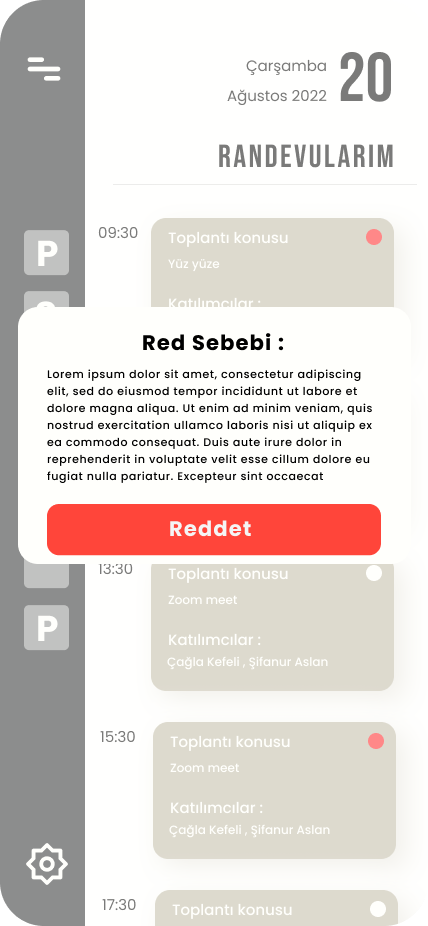 Çarşamba
20
Ağustos 2022
RANDEVULARIM
09:30
Toplantı konusu
Yüz yüze
Katılımcılar :
P
Red Sebebi :
Lorem ipsum dolor sit amet, consectetur adipiscing
elit, sed do eiusmod tempor incididunt ut labore et
dolore magna aliqua. Ut enim ad minim veniam, quis
nostrud exercitation ullamco laboris nisi ut aliquip ex
ea commodo consequat. Duis aute irure dolor in
reprehenderit in voluptate velit esse cillum dolore eu
fugiat nulla pariatur. Excepteur sint occaecat
Reddet
13:30
Toplantı konusu
Zoom meet
Katılımcılar :
Çağla Kefeli , Şifanur Aslan
P
15:30
Toplantı konusu
Zoom meet
Katılımcılar :
Çağla Kefeli , Şifanur Aslan
17:30
Toplantı konusu